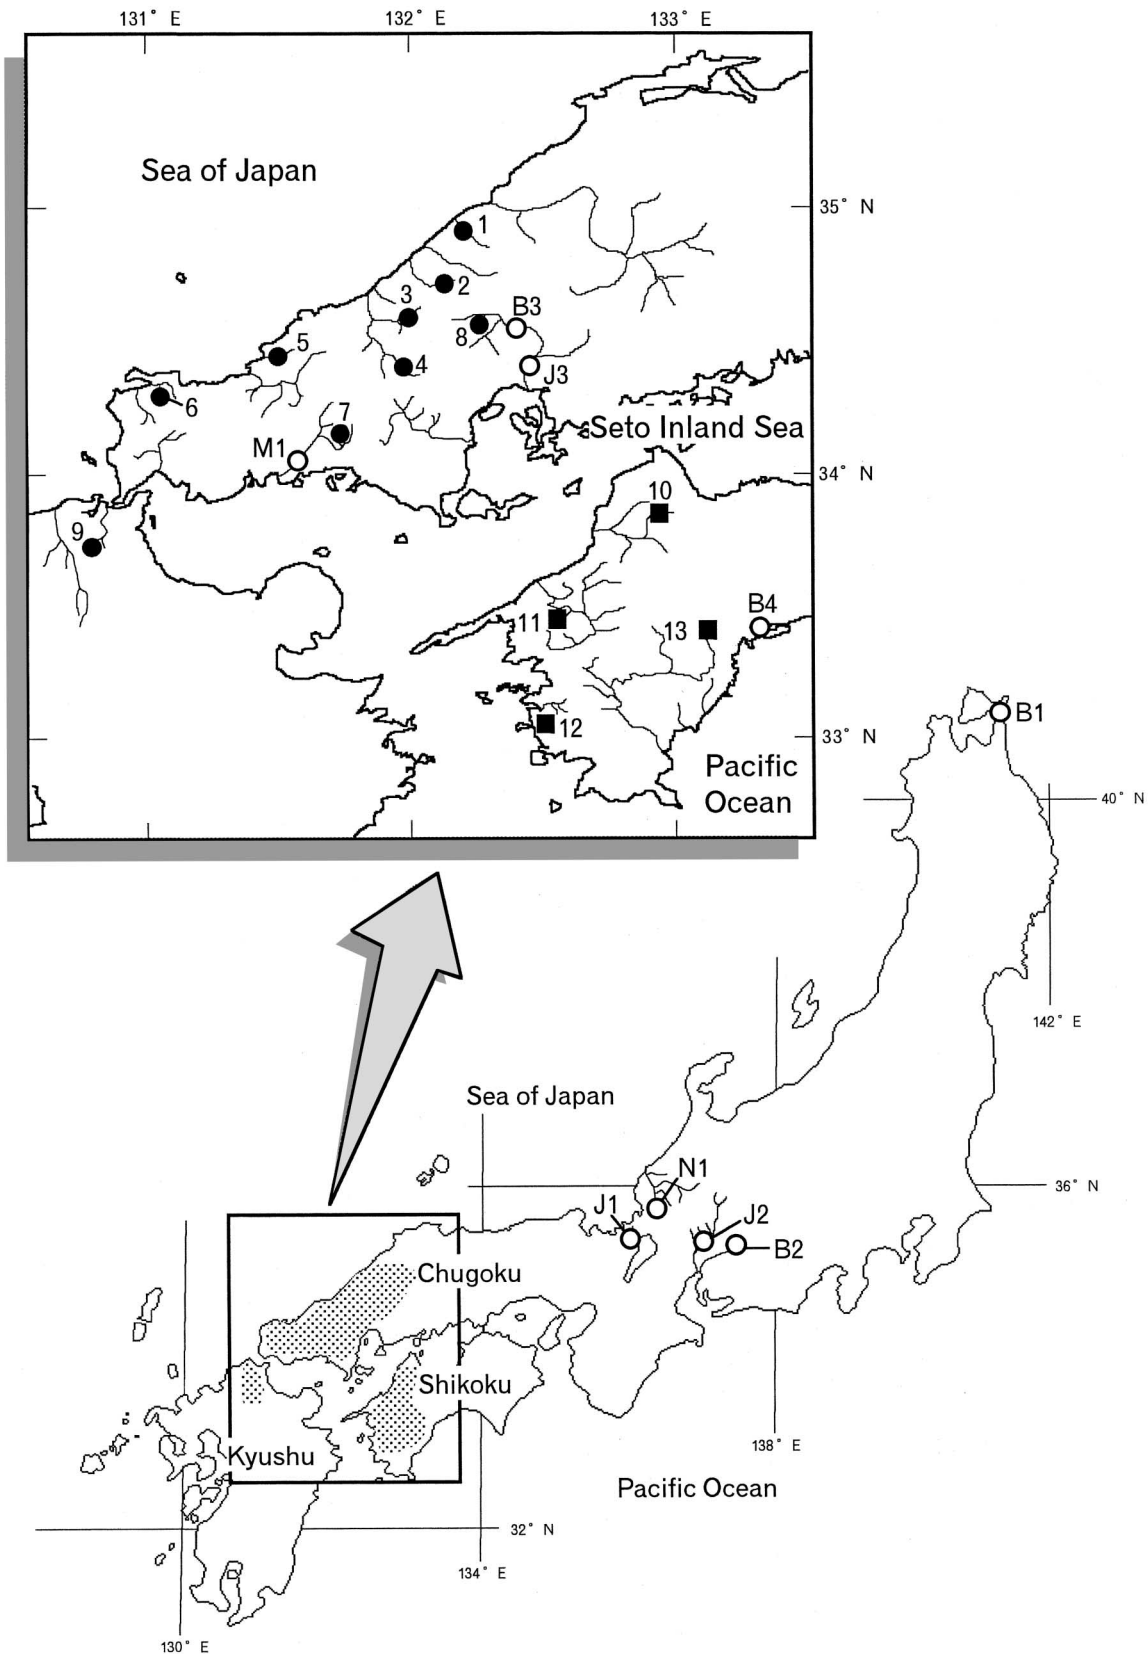 131° E
132° E
133° E
Sea of Japan
35° N
1
2
3
B3
8
5
4
J3
6
7
Seto Inland Sea
M1
34° N
10
9
B4
11
13
12
33° N
Pacific
Ocean
B1
40° N
142° E
Sea of Japan
N1
36° N
J1
J2
B2
Chugoku
Shikoku
138° E
Kyushu
Pacific Ocean
32° N
134° E
130° E